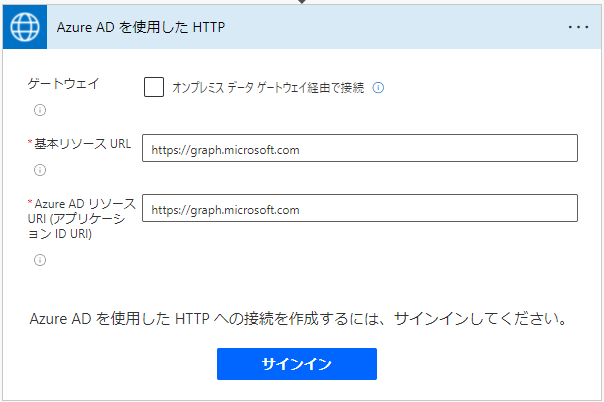 Azure AD を使用した HTTP
ゲートウェイ
オンプレミス データ ゲートウェイ経由で接続
*基本リソース URL
https://graph.microsoft.com
*Azure AD リソース
URI (アプリケーシ
ョン ID URI)
https://graph.microsoft.com
Azure AD を使用した HTTP への接続を作成するには、サインインしてください。
サインイン